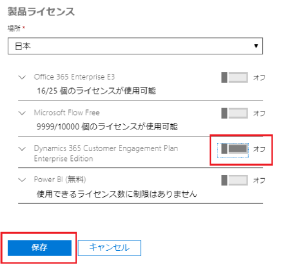 製品ライセンス
場所 *
日本
Office 365 Enterprise E3
オフ
16/25 個のライセンスが使用可能
Microsoft Flow Free
オフ
9999/10000 個のライセンスが使用可能
Dynamics 365 Customer Engagement Plan
Enterprise Edition
オフ
Power BI (無料)
オフ
使用できるライセンス数に制限はありません
保存
キャンセル